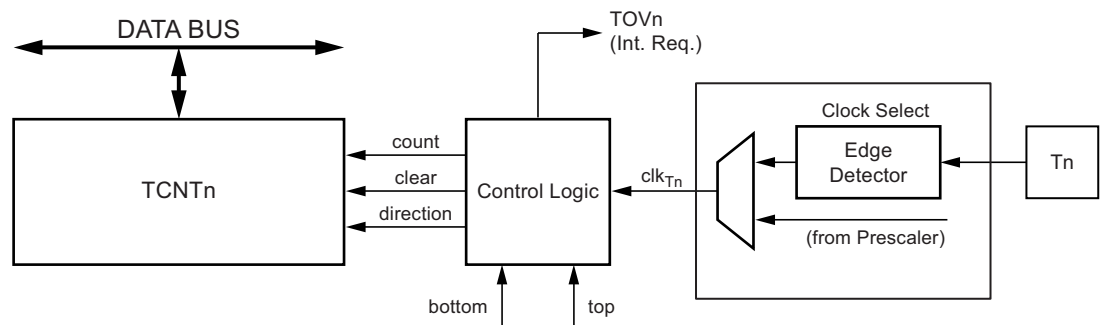 DATA BUS
TOVn
(Int. Req.)
Clock Select
TCNTn
count
clear
direction
Control Logic
clkTn
Edge
Detector
Tn
(from Prescaler)
bottom
top